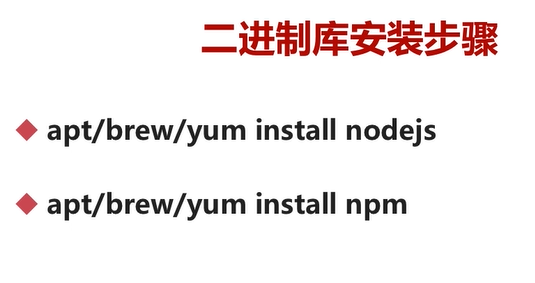 二进制库安装步骤
apt/brew/yum install nodejs
apt/brew/yum install npm